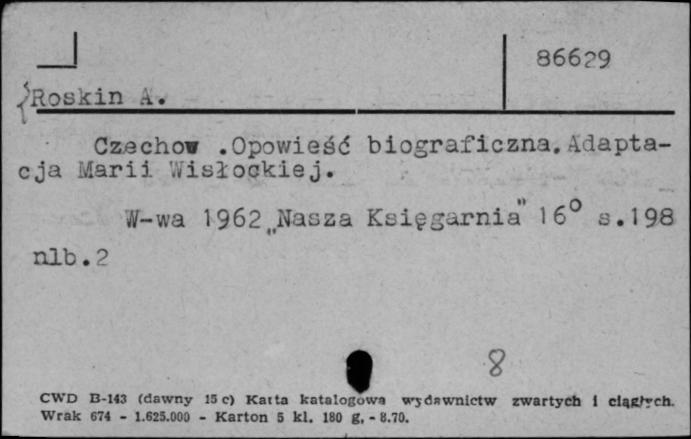 86629
Roskin A.
Czechow .Opowieść biograficzna.Adapta-
cja Marii Wisłockiej.
W-wa 1962 „Nasza Księgarnia" 16° s.198
nlb.2
8
CWD B-143 (dawny 15 c) Karta katalogowa wydawnictw zwartych i ciągłych.
Wrak 674 - 1.625.000 - Karton 5 kl. 180 g. - 8.70.